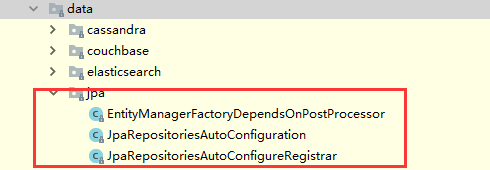 data
cassandra
couchbase
elasticsearch
jpa
EntityManagerFactoryDependsOnPostProcessor
JpaRepositoriesAutoConfiguration
JpaRepositoriesAutoConfigureRegistrar